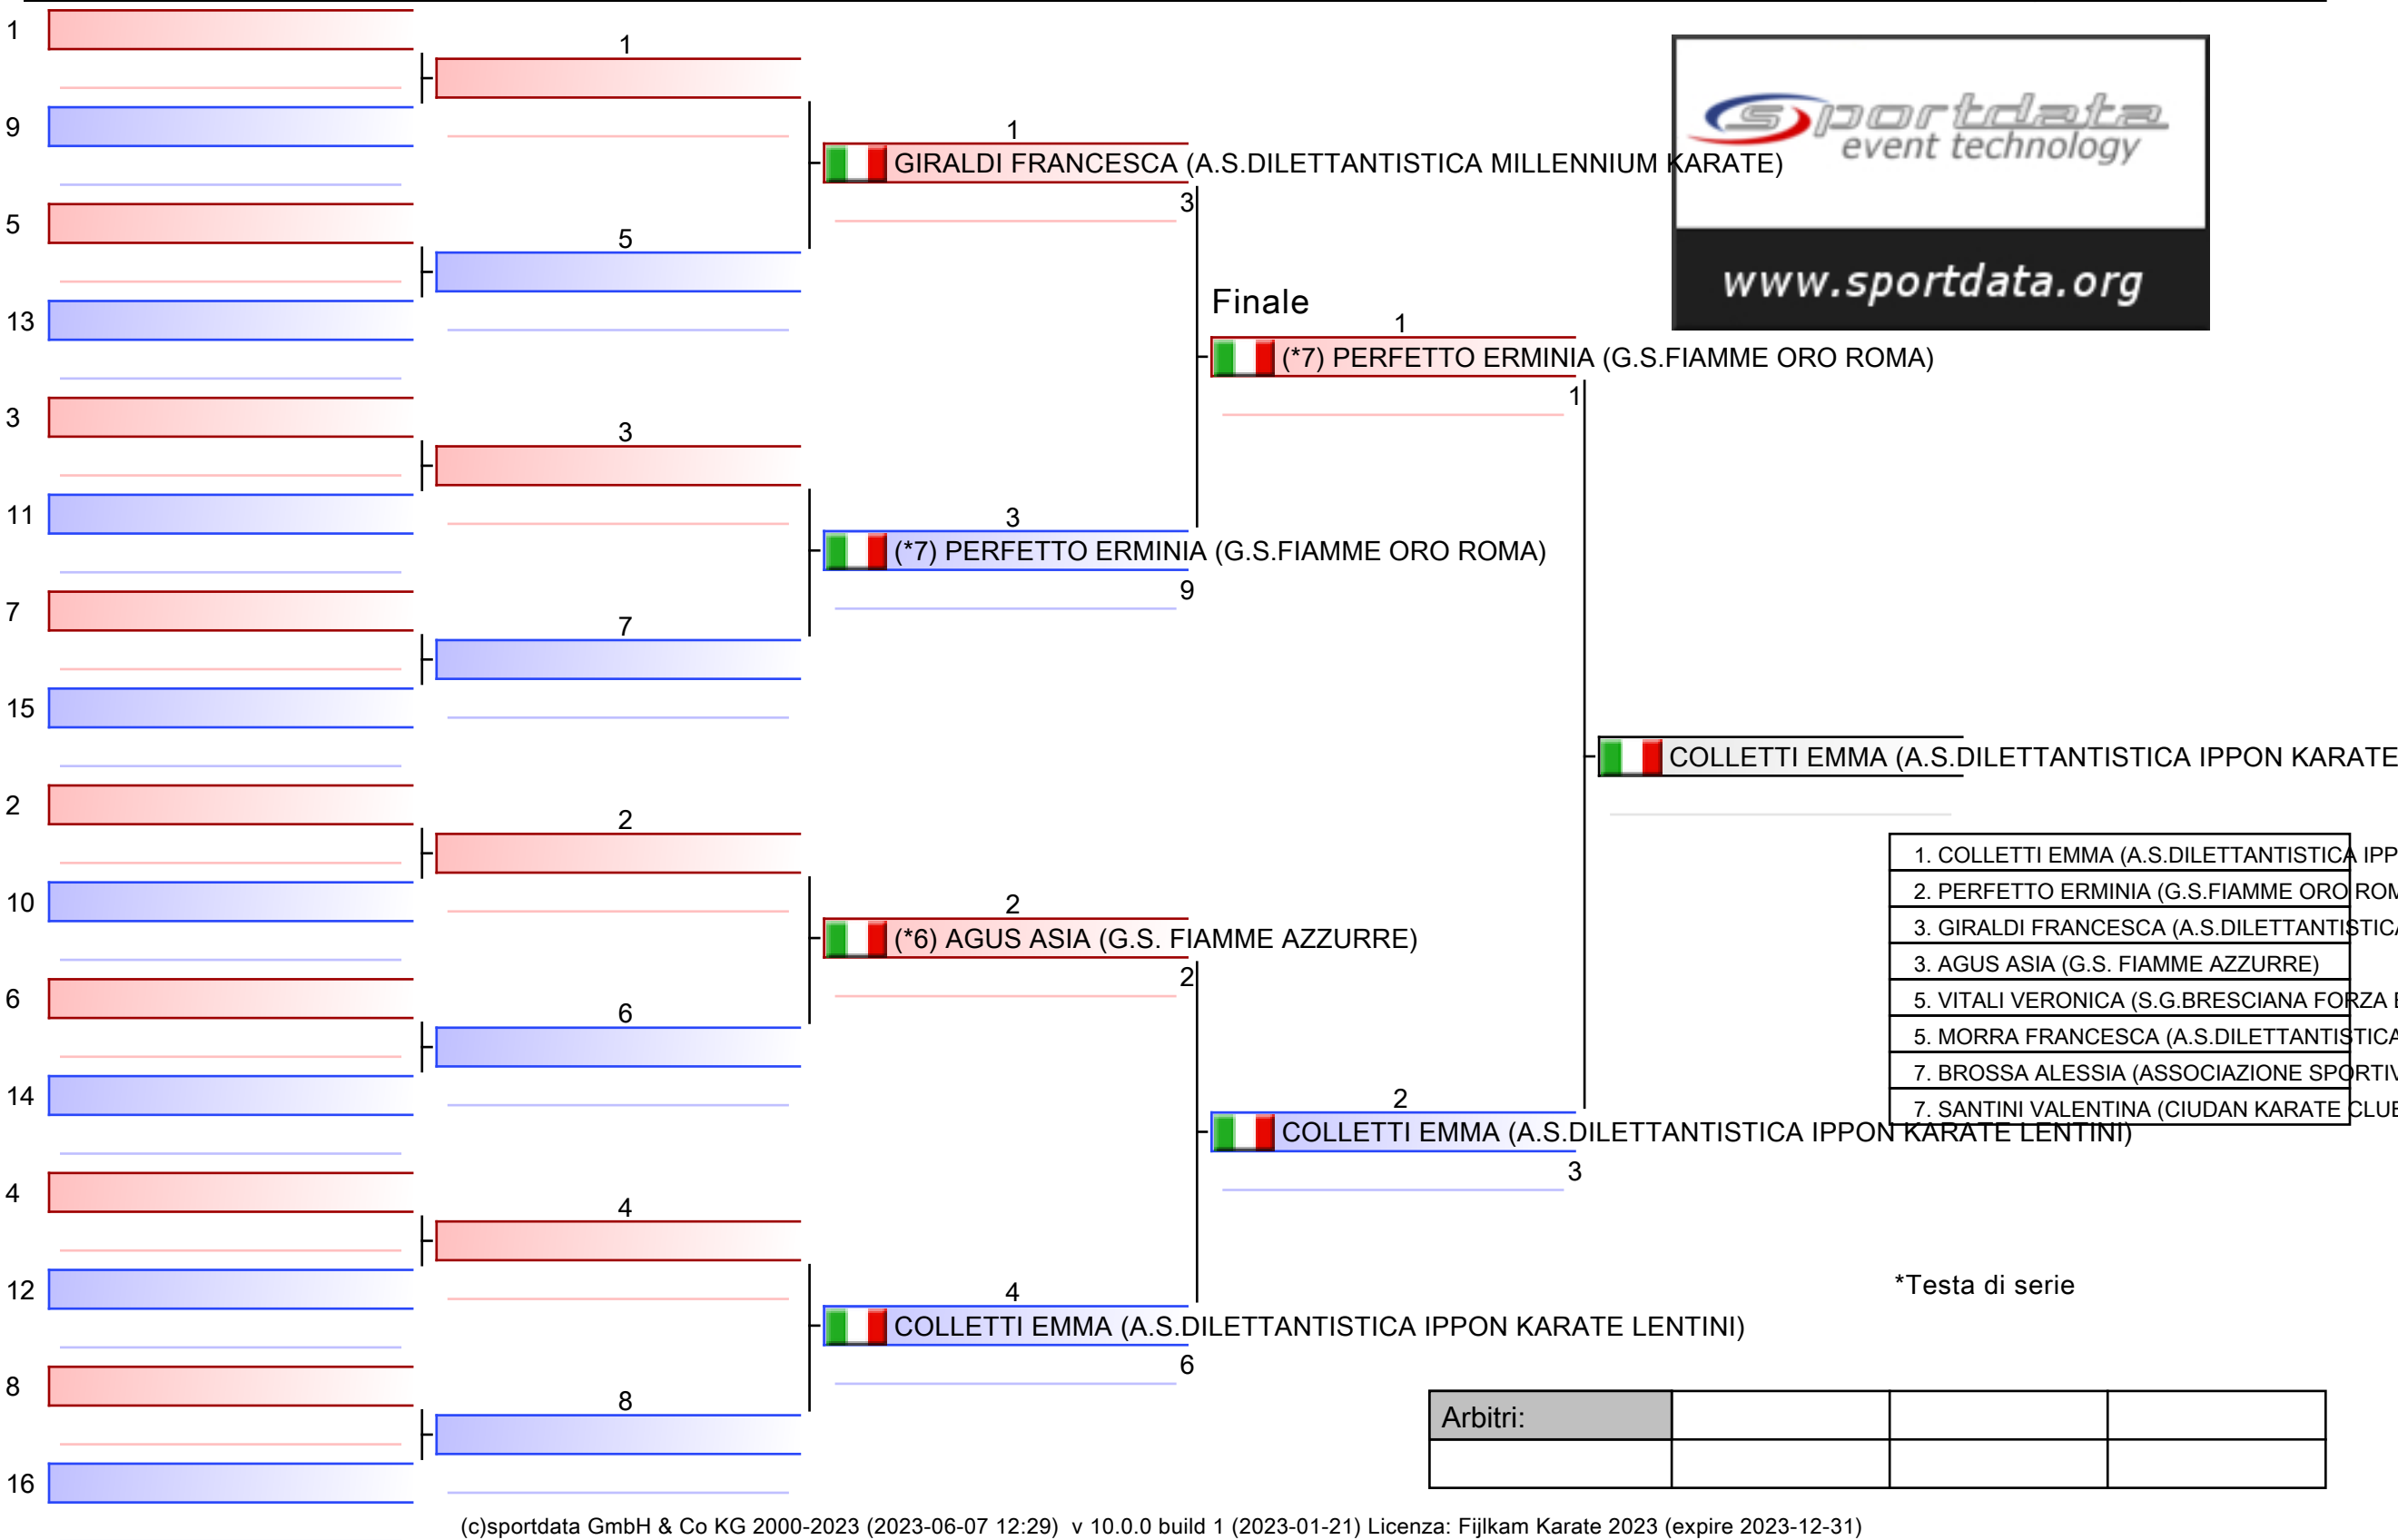 1
9
5
13
3
11
7
15
2
10
6
14
4
12
8
16
1
5
3
7
2
6
4
8
1
GIRALDI FRANCESCA (A.S.DILETTANTISTICA MILLENNIUM KARATE)
3
3
(*7) PERFETTO ERMINIA (G.S.FIAMME ORO ROMA)
9
2
(*6) AGUS ASIA (G.S. FIAMME AZZURRE)
2
4
COLLETTI EMMA (A.S.DILETTANTISTICA IPPON KARATE LENTINI)
6
Finale
1
(*7) PERFETTO ERMINIA (G.S.FIAMME ORO ROMA)
1
2
COLLETTI EMMA (A.S.DILETTANTISTICA IPPON KARATE LENTINI)
3
sportdata
event technology
www.sportdata.org
COLLETTI EMMA (A.S.DILETTANTISTICA IPPON KARATE
1. COLLETTI EMMA (A.S.DILETTANTISTICA IPP
2. PERFETTO ERMINIA (G.S.FIAMME ORO ROM
3. GIRALDI FRANCESCA (A.S.DILETTANTISTICA
3. AGUS ASIA (G.S. FIAMME AZZURRE)
5. VITALI VERONICA (S.G.BRESCIANA FORZA E
5. MORRA FRANCESCA (A.S.DILETTANTISTICA
7. BROSSA ALESSIA (ASSOCIAZIONE SPORTIV
7. SANTINI VALENTINA (CIUDAN KARATE CLUB
*Testa di serie
Arbitri:
(c)sportdata GmbH & Co KG 2000-2023 (2023-06-07 12:29) v 10.0.0 build 1 (2023-01-21) Licenza: Fijlkam Karate 2023 (expire 2023-12-31)